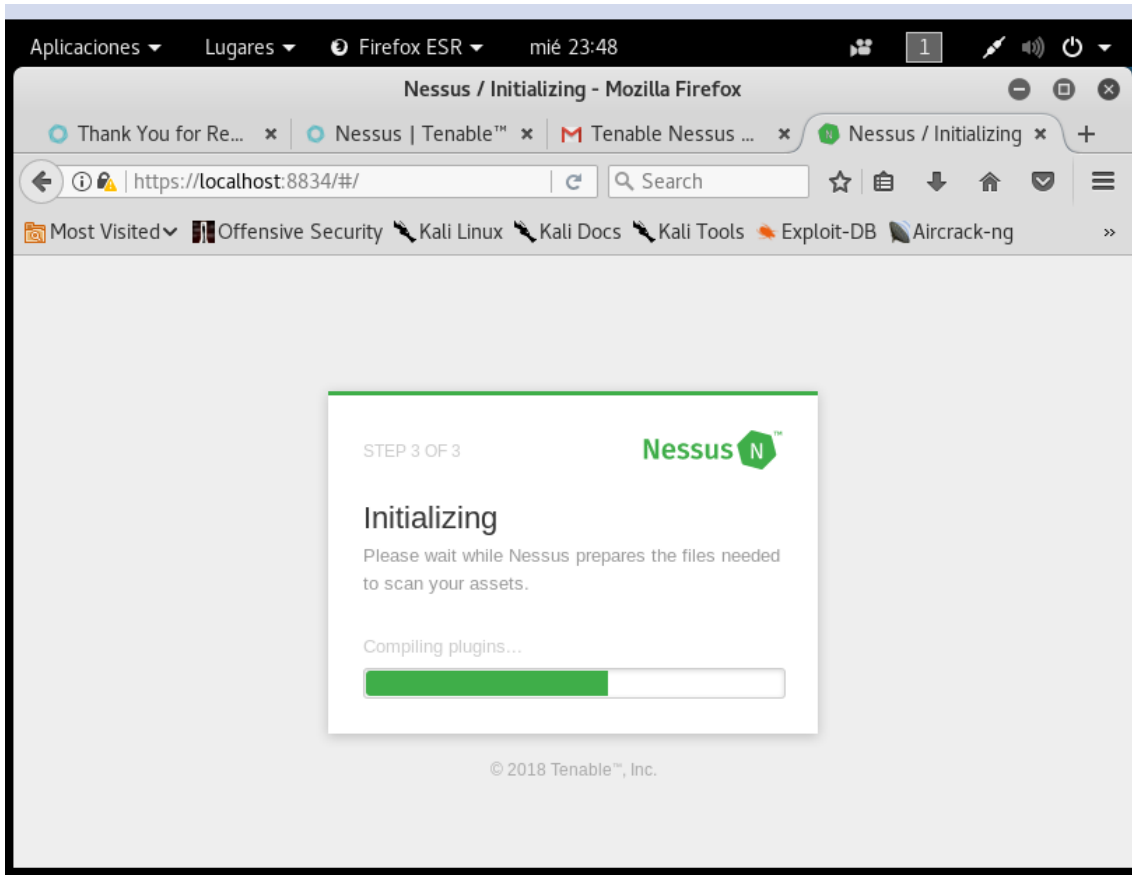 Aplicaciones Lugares Firefox ESR mié 23:48 1
Nessus / Initializing - Mozilla Firefox
Thank You for Re... Nessus | Tenable™ Tenable Nessus ... Nessus / Initializing
https://localhost:8834/#/ Search
Most Visited Offensive Security Kali Linux Kali Docs Kali Tools Exploit-DB Aircrack-ng »
STEP 3 OF 3 Nessus N ™
Initializing
Please wait while Nessus prepares the files needed
to scan your assets.
Compiling plugins...
© 2018 Tenable™, Inc.